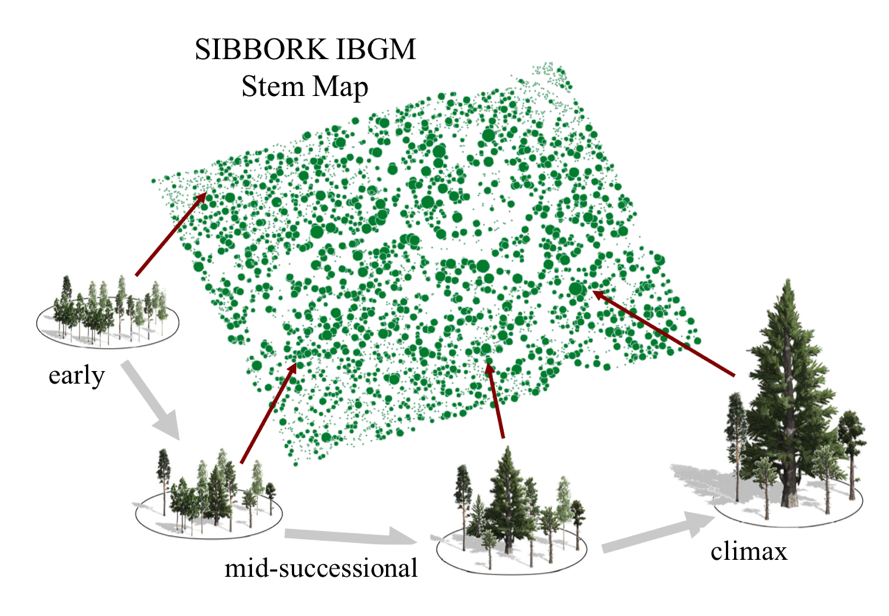 SIBBORK IBGM
Stem Map
early
mid-successional
climax